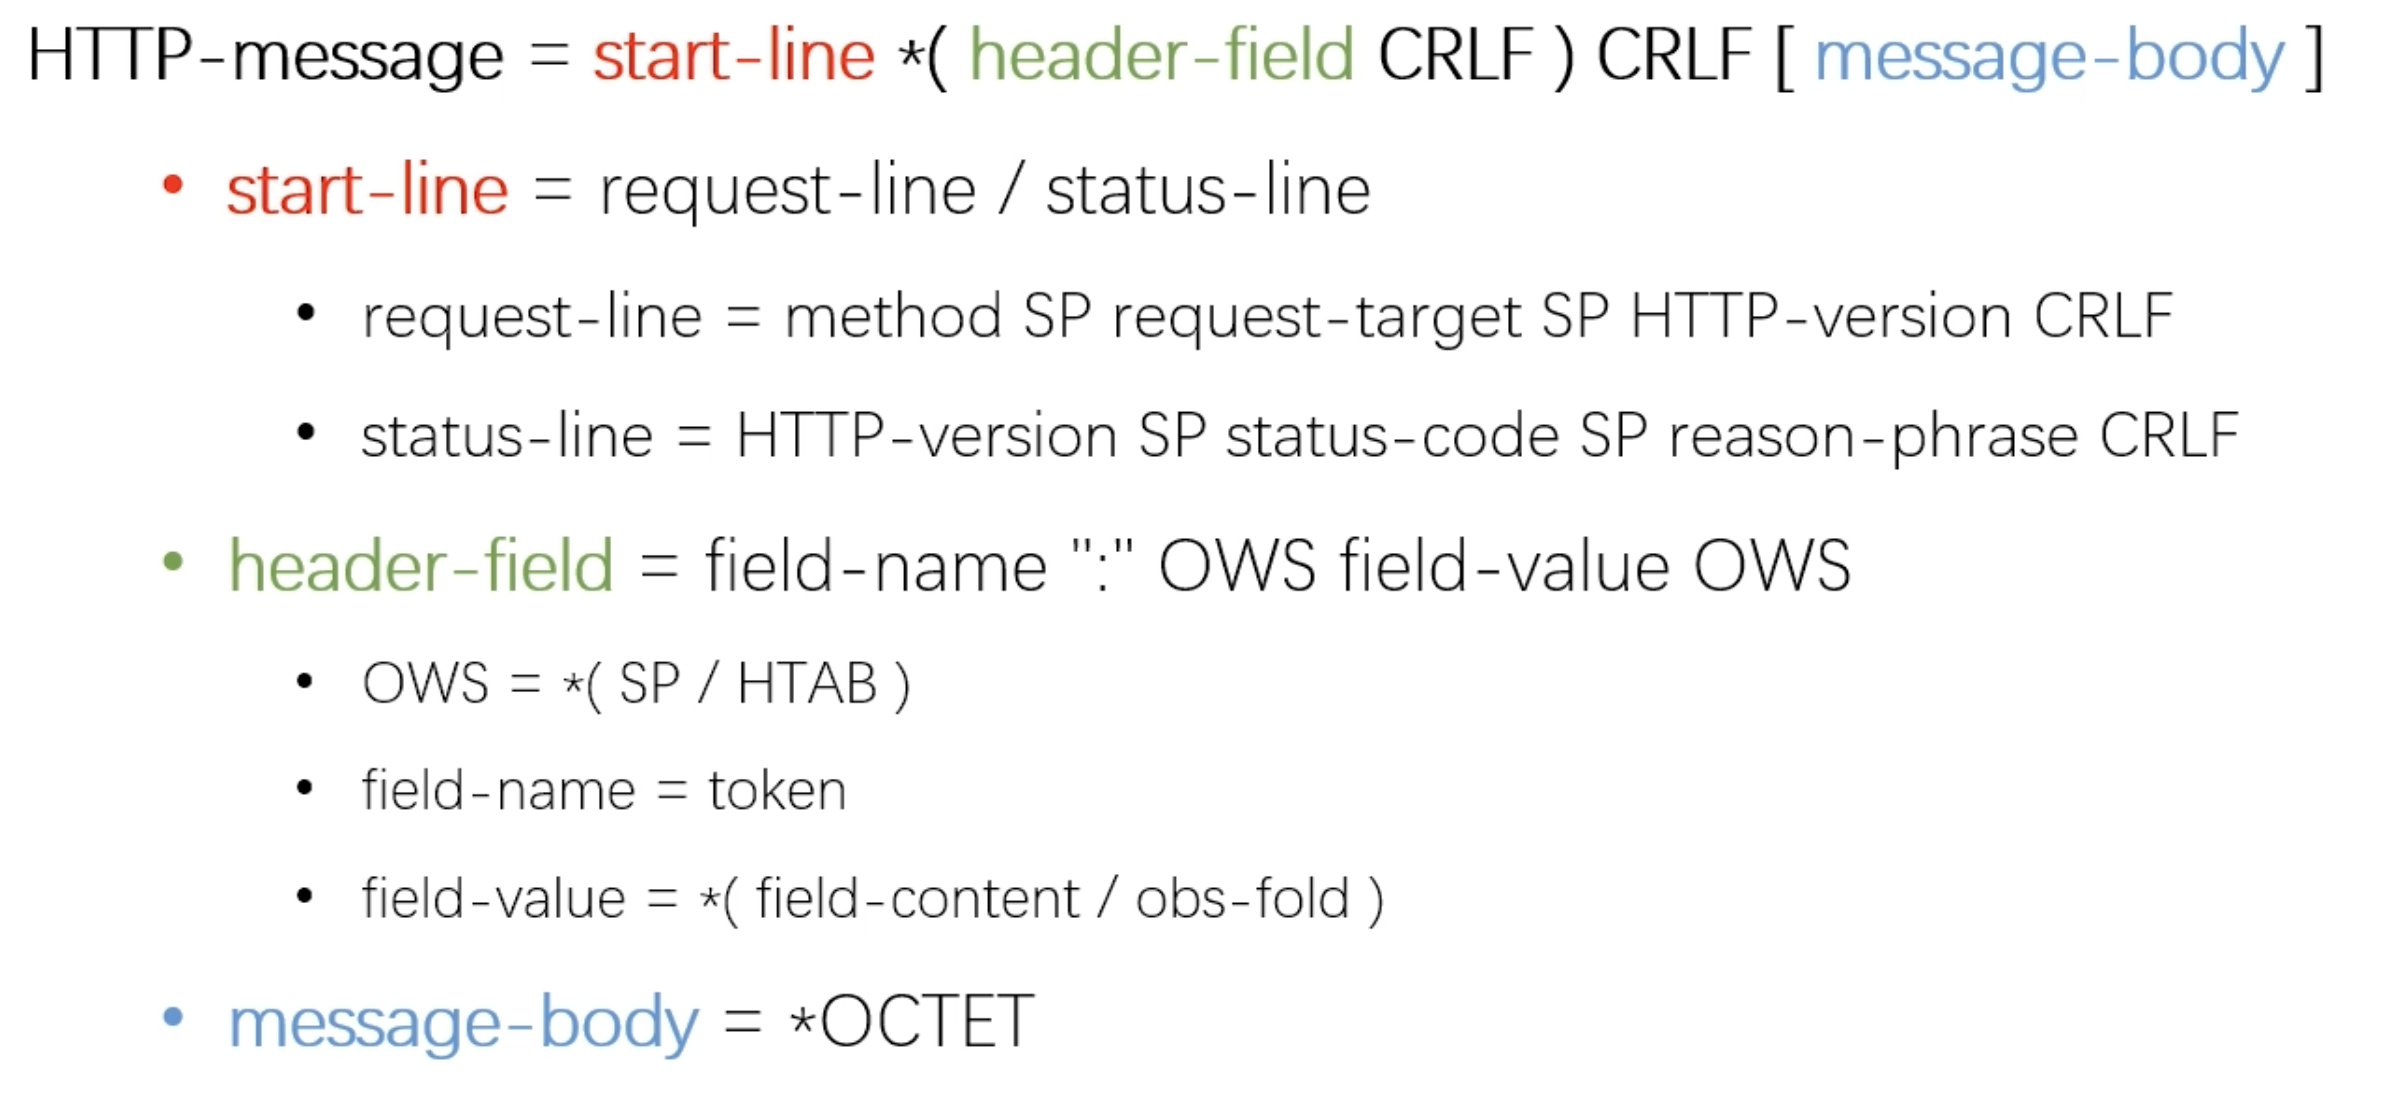 HTTP-message = start-line *( header-field CRLF ) CRLF [ message-body ]
• start-line = request-line / status-line
• request-line = method SP request-target SP HTTP-version CRLF
• status-line = HTTP-version SP status-code SP reason-phrase CRLF
• header-field = field-name ":" OWS field-value OWS
• OWS = *( SP / HTAB )
• field-name = token
• field-value = *( field-content / obs-fold )
• message-body = *OCTET